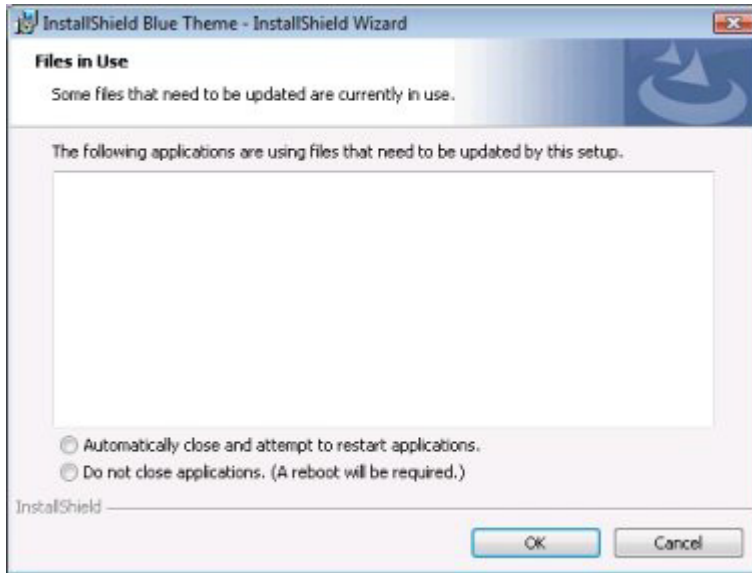 InstallShield Blue Theme - InstallShield Wizard
Files in Use
Some files that need to be updated are currently in use.
The following applications are using files that need to be updated by this setup.
Automatically close and attempt to restart applications.
Do not close applications. (A reboot will be required.)
InstallShield
OK
Cancel